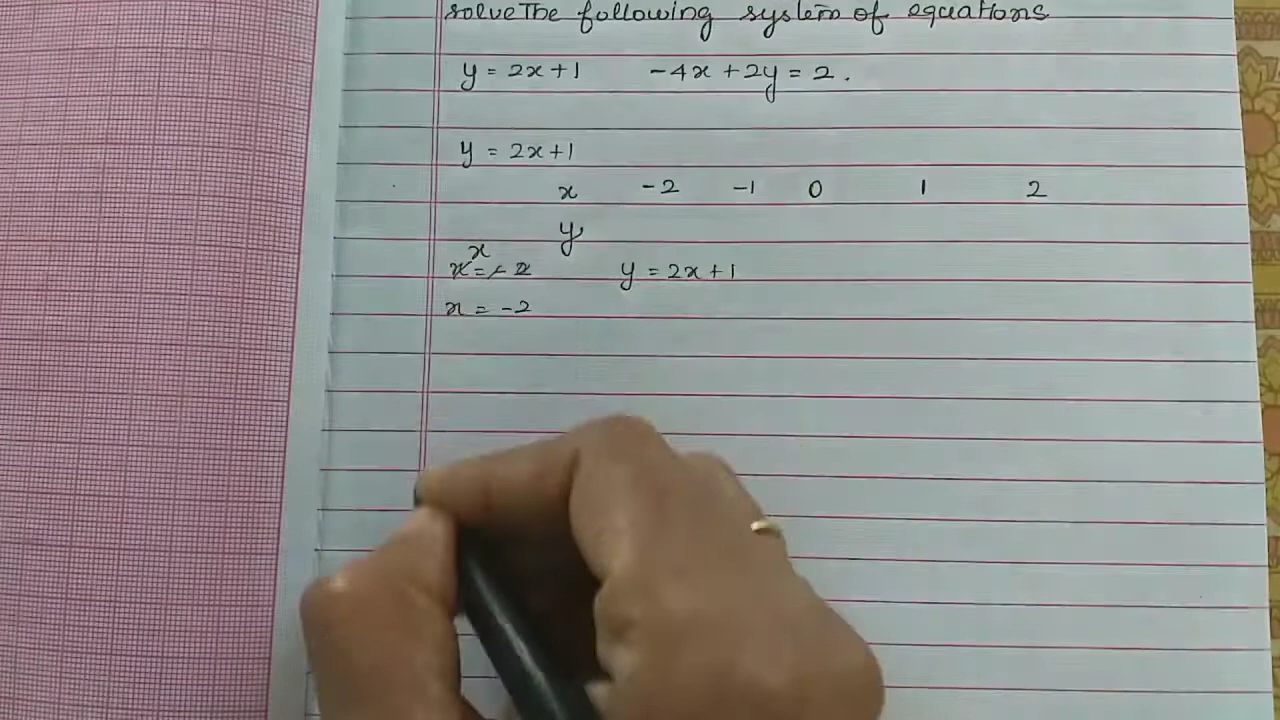 solve The following system of equations
y = 2x + 1 -4x + 2y = 2 .
y = 2x + 1
x -2 -1 0 1 2
y
x
x = - 2 y = 2x + 1
x = -2